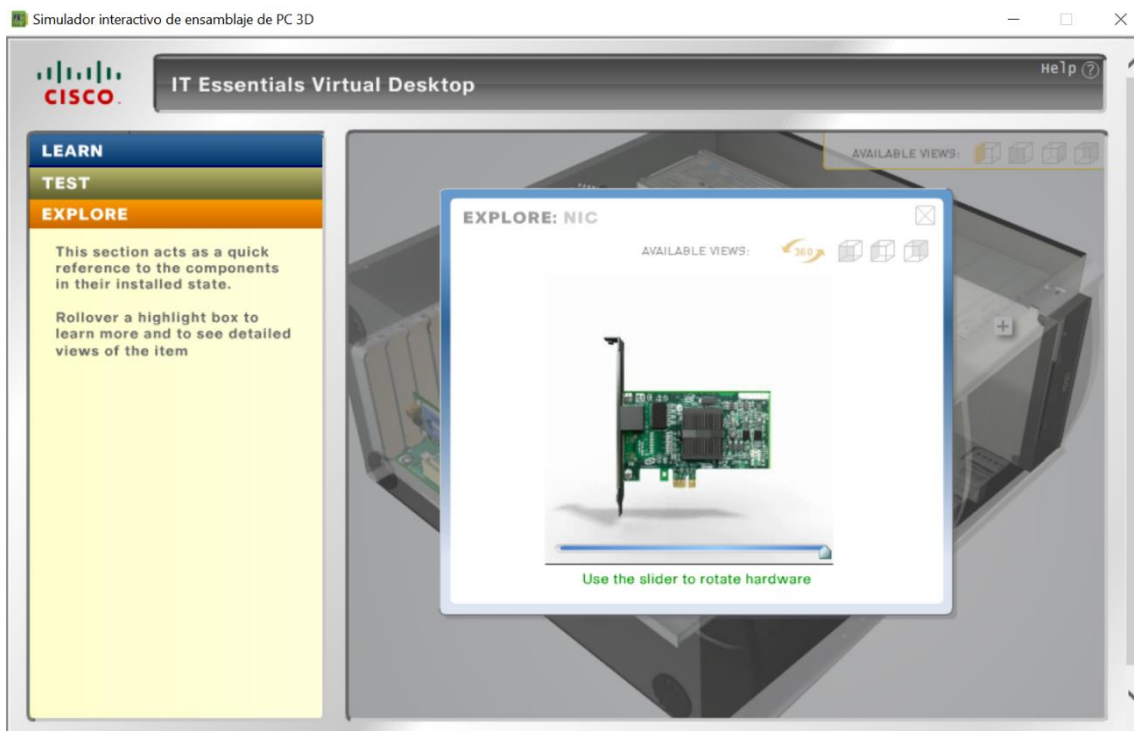 Simulador interactivo de ensamblaje de PC 3D
Help ?
CISCO.
IT Essentials Virtual Desktop
LEARN
TEST
EXPLORE
This section acts as a quick
reference to the components
in their installed state.
Rollover a highlight box to
learn more and to see detailed
views of the item
AVAILABLE VIEWS:
EXPLORE: NIC
AVAILABLE VIEWS:
360
Use the slider to rotate hardware